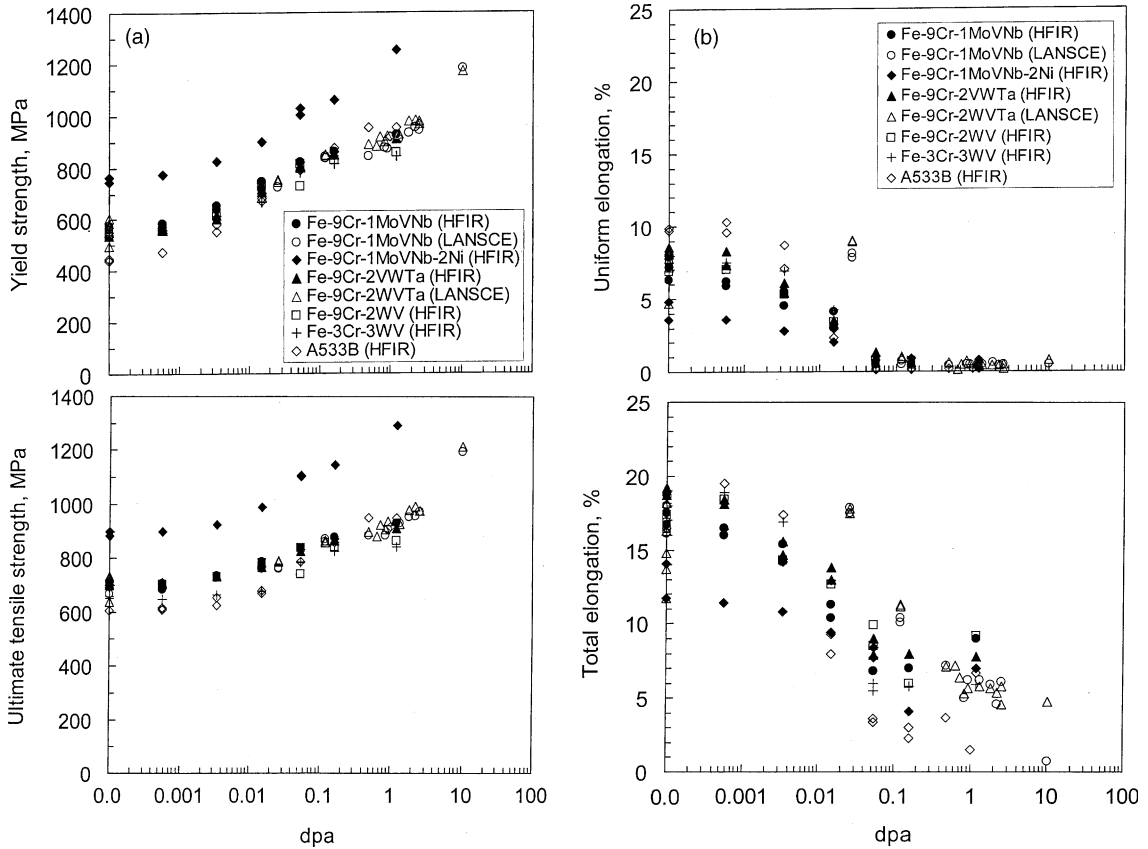 (a)
Yield strength, MPa
1400
1200
1000
800
600
400
200
0
Fe-9Cr-1MoVNb (HFIR)
Fe-9Cr-1MoVNb (LANSCE)
Fe-9Cr-1MoVNb-2Ni (HFIR)
Fe-9Cr-2VWTa (HFIR)
Fe-9Cr-2WVTa (LANSCE)
Fe-9Cr-2WV (HFIR)
Fe-3Cr-3WV (HFIR)
A533B (HFIR)
Ultimate tensile strength, MPa
1400
1200
1000
800
600
400
200
0
0.0 0.001 0.01 0.1 1 10 100
dpa
(b)
Uniform elongation, %
25
20
15
10
5
0
Fe-9Cr-1MoVNb (HFIR)
Fe-9Cr-1MoVNb (LANSCE)
Fe-9Cr-1MoVNb-2Ni (HFIR)
Fe-9Cr-2VWTa (HFIR)
Fe-9Cr-2WVTa (LANSCE)
Fe-9Cr-2WV (HFIR)
Fe-3Cr-3WV (HFIR)
A533B (HFIR)
Total elongation, %
25
20
15
10
5
0
0.0 0.001 0.01 0.1 1 10 100
dpa